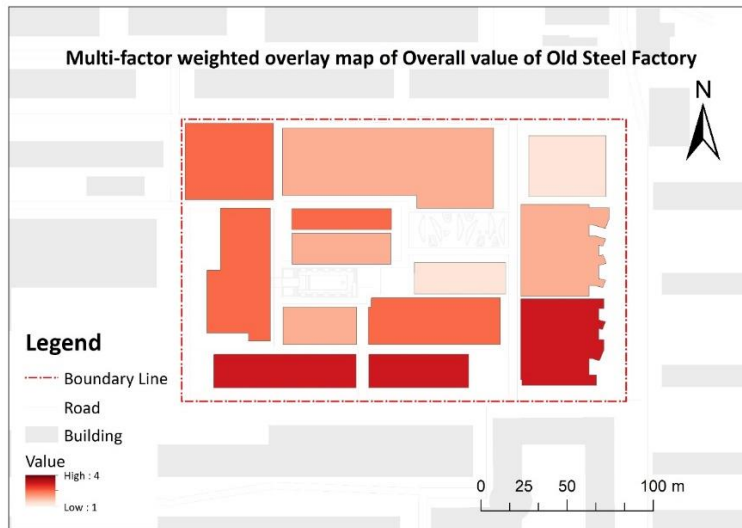 Multi-factor weighted overlay map of Overall value of Old Steel Factory
N
Legend
Boundary Line
Road
Building
Value
High : 4
Low : 1
0 25 50 100 m